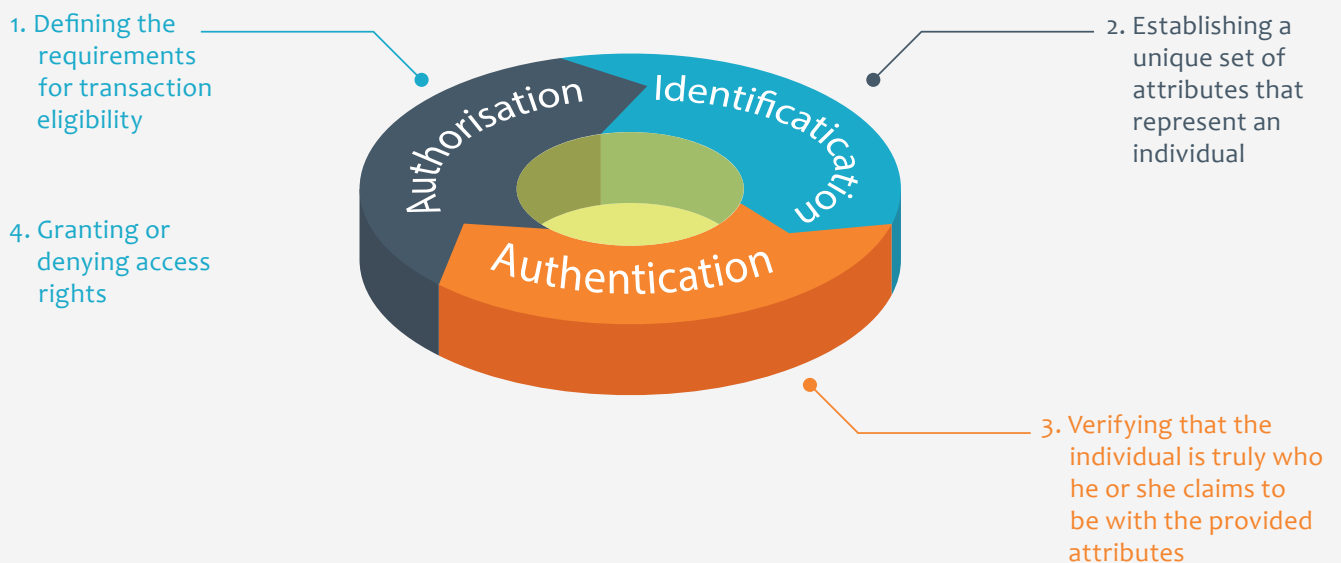 1. Defining the
requirements
for transaction
eligibility
2. Establishing a
unique set of
attributes that
represent an
individual
Authorisation
Identificatication
Authentication
4. Granting or
denying access
rights
3. Verifying that the
individual is truly who
he or she claims to
be with the provided
attributes